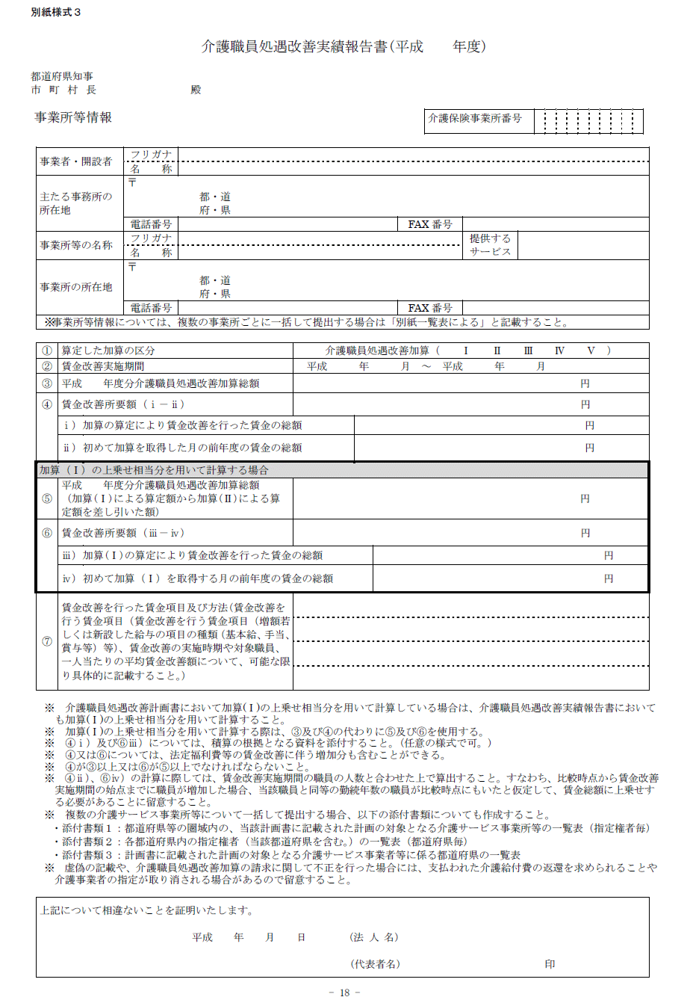 別紙様式３
介護職員処遇改善実績報告書(平成　　年度)
都道府県知事
市 町 村 長　　　　　　　　　殿
事業所等情報
介護保険事業所番号
事業者・開設者
フリガナ
名　　称
主たる事務所の
所在地
〒
都・道
府・県
電話番号
FAX 番号
事業所等の名称
フリガナ
名　　称
提供する
サービス
事業所の所在地
〒
都・道
府・県
電話番号
FAX 番号
※事業所等情報については、複数の事業所ごとに一括して提出する場合は「別紙一覧表による」と記載すること。
① 算定した加算の区分　介護職員処遇改善加算（　　Ⅰ　　Ⅱ　　Ⅲ　　Ⅳ　　Ⅴ　）
② 賃金改善実施期間　平成　　　年　　　月　～　平成　　　年　　　月
③ 平成　　年度分介護職員処遇改善加算総額　円
④ 賃金改善所要額（ⅰ－ⅱ）　円
ⅰ）加算の算定により賃金改善を行った賃金の総額　円
ⅱ）初めて加算を取得した月の前年度の賃金の総額　円
加算（Ⅰ）の上乗せ相当分を用いて計算する場合
⑤ 平成　　年度分介護職員処遇改善加算総額
（加算(Ⅰ)による算定額から加算(Ⅱ)による算
定額を差し引いた額）　円
⑥ 賃金改善所要額（ⅲ－ⅳ）　円
ⅲ）加算(Ⅰ)の算定により賃金改善を行った賃金の総額　円
ⅳ）初めて加算（Ⅰ）を取得する月の前年度の賃金の総額　円
⑦ 賃金改善を行った賃金項目及び方法(賃金改善を
行う賃金項目（賃金改善を行う賃金項目（増額若
しくは新設した給与の項目の種類（基本給、手当、
賞与等）等）、賃金改善の実施時期や対象職員、
一人当たりの平均賃金改善額について、可能な限
り具体的に記載すること。）
※　介護職員処遇改善計画書において加算(Ⅰ)の上乗せ相当分を用いて計算している場合は、介護職員処遇改善実績報告書において
も加算(Ⅰ)の上乗せ相当分を用いて計算すること。
※　加算(Ⅰ)の上乗せ相当分を用いて計算する際は、③及び④の代わりに⑤及び⑥を使用する。
※　④ⅰ）及び⑥ⅲ）については、積算の根拠となる資料を添付すること。（任意の様式で可。）
※　④又は⑥については、法定福利費等の賃金改善に伴う増加分も含むことができる。
※　④が③以上又は⑥が⑤以上でなければならないこと。
※　④ⅱ）、⑥ⅳ）の計算に際しては、賃金改善実施期間の職員の人数と合わせた上で算出すること。すなわち、比較時点から賃金改善
実施期間の始点までに職員が増加した場合、当該職員と同等の勤続年数の職員が比較時点にもいたと仮定して、賃金総額に上乗せす
る必要があることに留意すること。
※　複数の介護サービス事業所等について一括して提出する場合、以下の添付書類についても作成すること。
・添付書類１：都道府県等の圏域内の、当該計画書に記載された計画の対象となる介護サービス事業所等の一覧表（指定権者毎）
・添付書類２：各都道府県内の指定権者（当該都道府県を含む。）の一覧表（都道府県毎）
・添付書類３：計画書に記載された計画の対象となる介護サービス事業者等に係る都道府県の一覧表
※　虚偽の記載や、介護職員処遇改善加算の請求に関して不正を行った場合には、支払われた介護給付費の返還を求められることや
介護事業者の指定が取り消される場合があるので留意すること。
上記について相違ないことを証明いたします。
平成　　年　　月　　日　　　　（法 人 名）
（代表者名）　　　　　　　　　　　　　　印
- 18 -